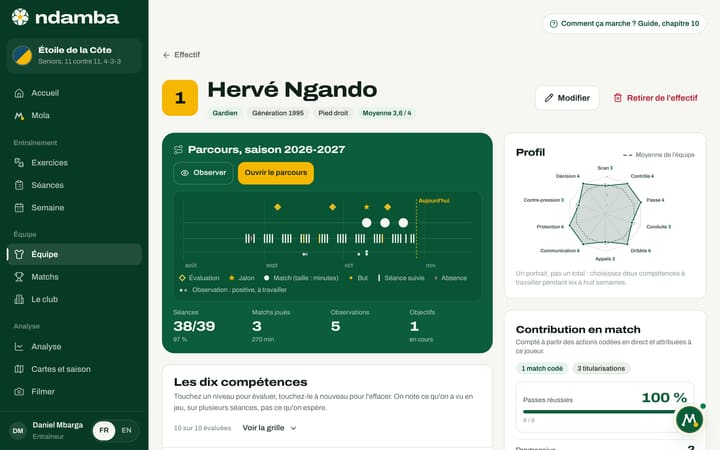 ndamba
Étoile de la Côte
Seniors, 11 contre 11, 4-3-3
Accueil
Mola
Entraînement
Exercices
Séances
Semaine
Équipe
Équipe
Matchs
Le club
Analyse
Analyse
Cartes et saison
Filmer
DM
Daniel Mbarga
Entraîneur
FR
EN
Comment ça marche ? Guide, chapitre 10
Effectif
1
Hervé Ngando
Gardien
Génération 1995
Pied droit
Moyenne 3,6 / 4
Modifier
Retirer de l'effectif
Parcours, saison 2026-2027
Observer
Ouvrir le parcours
Aujourd'hui
août
sept
oct
nov
Évaluation
Jalon
Match (taille : minutes)
But
Séance suivie
Absence
Observation : positive, à travailler
Séances
38/39
97 %
Matchs joués
3
270 min
Observations
5
Objectifs
1
en cours
Les dix compétences
Touchez un niveau pour évaluer, touchez-le à nouveau pour l'effacer. On note ce qu'on a vu en
jeu, sur plusieurs séances, pas ce qu'on espère.
10 sur 10 évaluées
Voir la grille
Profil
Moyenne de l'équipe
Scan 3
Contrôle 4
Passe 4
Conduite 3
Dribble 4
Appels 3
Communication 4
Protection 4
Contre-pression 3
Décision 4
Un portrait, pas un total : choisissez deux compétences à
travailler pendant six à huit semaines.
Contribution en match
Compté à partir des actions codées en direct et attribuées à
ce joueur.
1 match codé
3 titularisations
Passes réussies
100 %